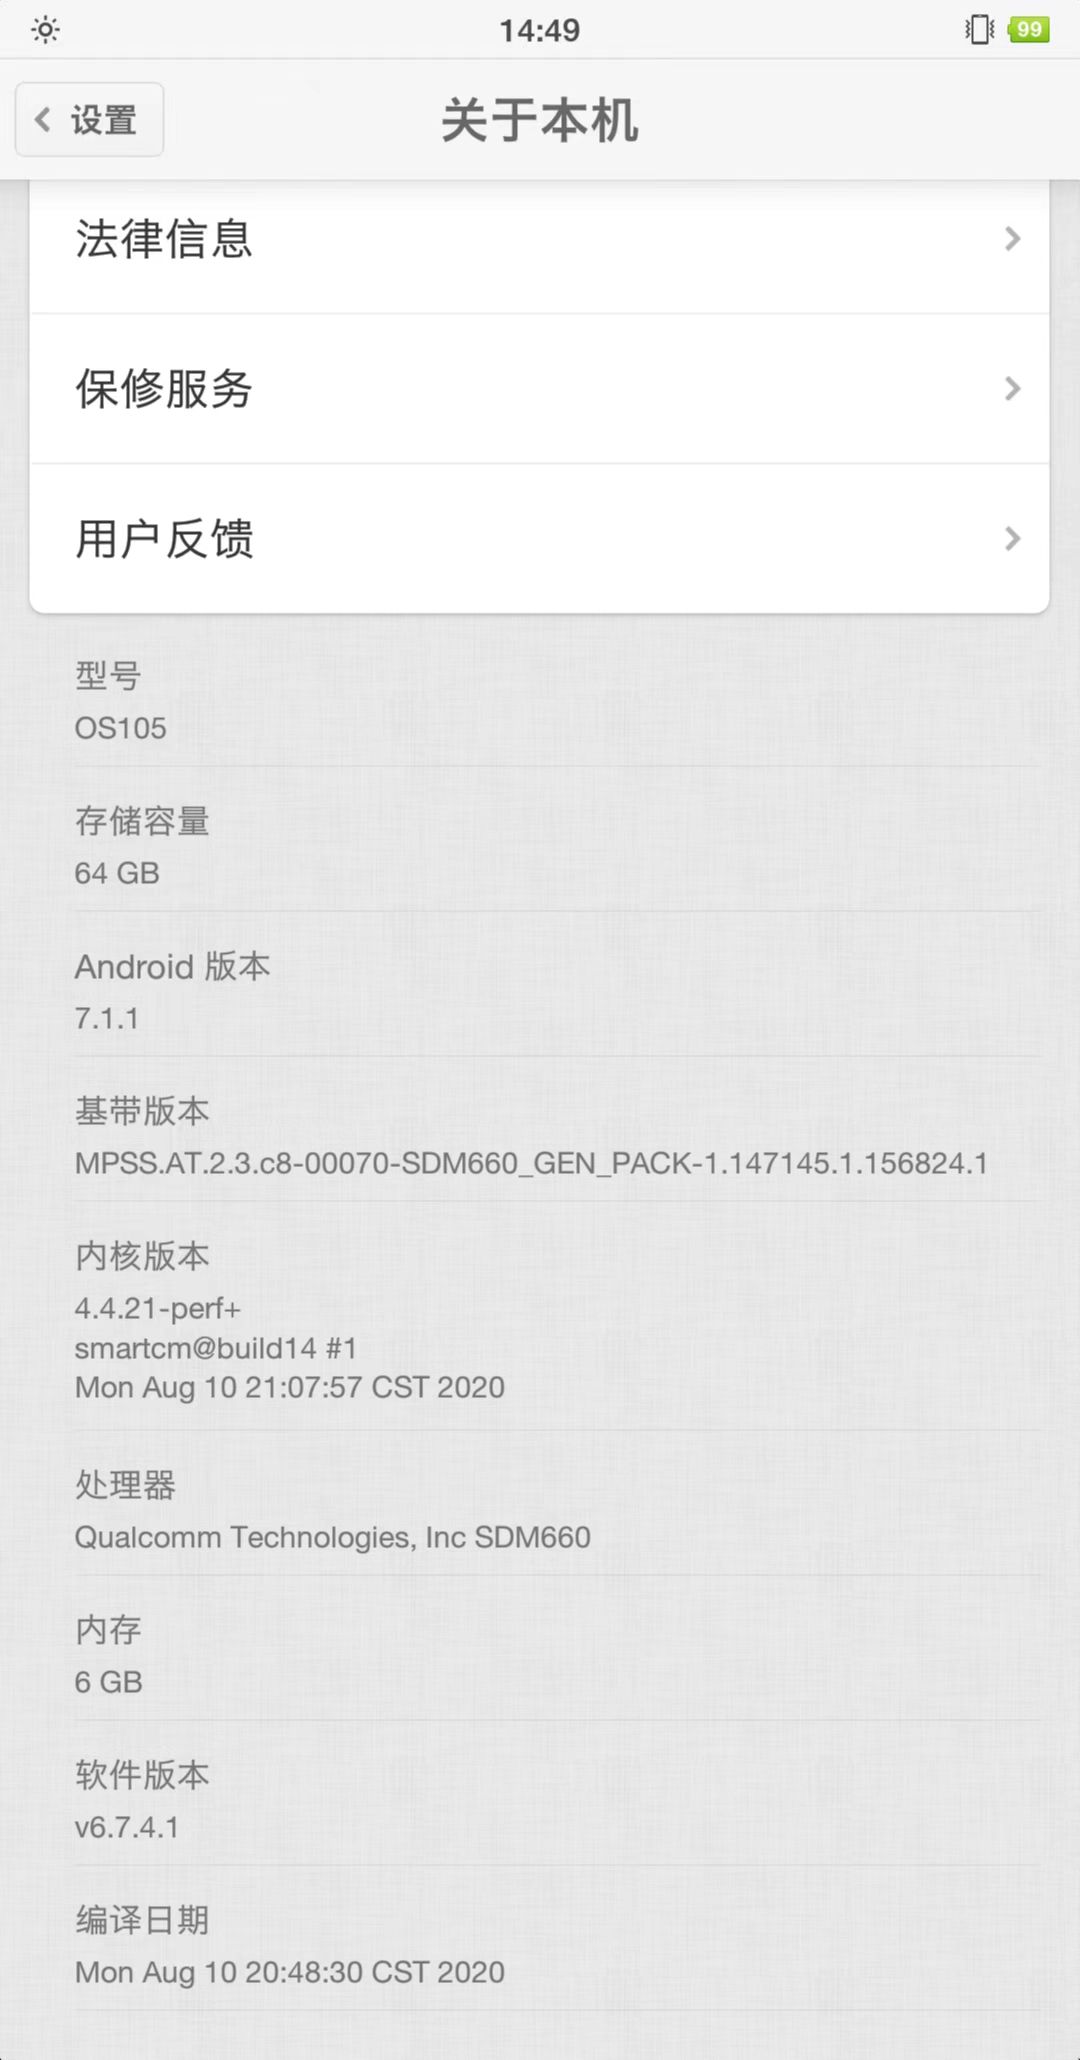 14:49
99
设置
关于本机
法律信息
保修服务
用户反馈
型号
OS105
存储容量
64 GB
Android 版本
7.1.1
基带版本
MPSS.AT.2.3.c8-00070-SDM660_GEN_PACK-1.147145.1.156824.1
内核版本
4.4.21-perf+
smartcm@build14 #1
Mon Aug 10 21:07:57 CST 2020
处理器
Qualcomm Technologies, Inc SDM660
内存
6 GB
软件版本
v6.7.4.1
编译日期
Mon Aug 10 20:48:30 CST 2020